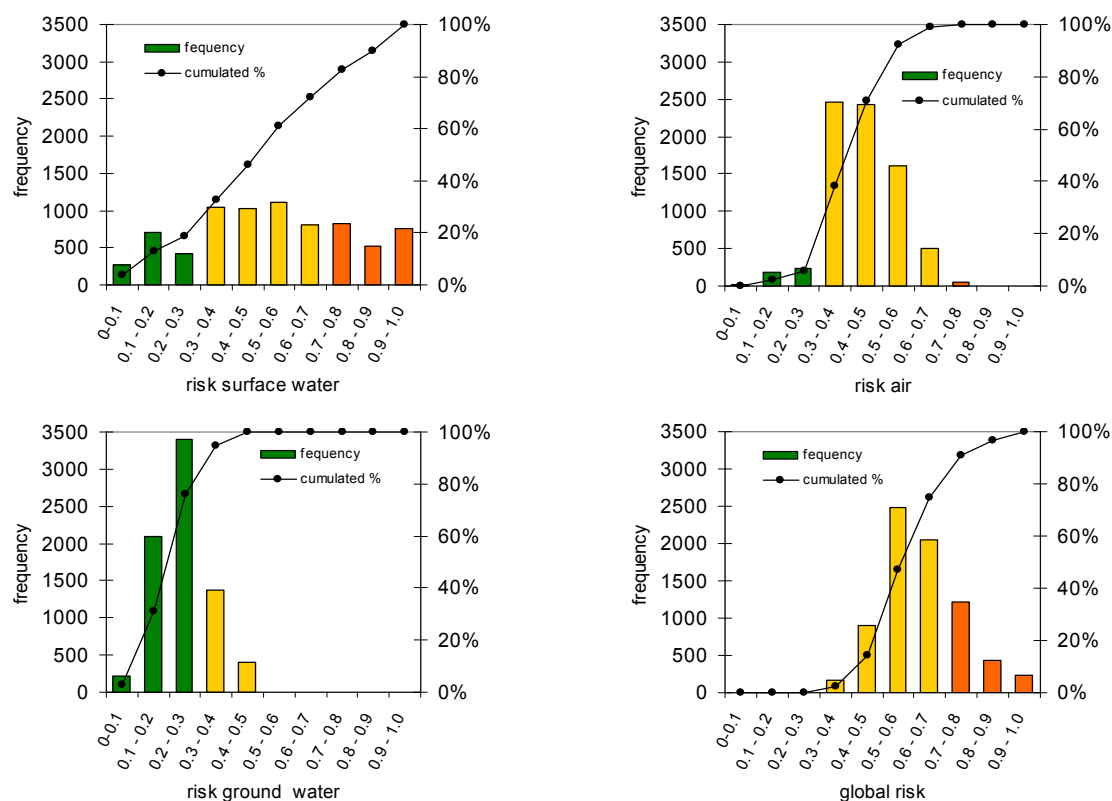 3500
3000
2500
2000
1500
1000
500
0
frequency
fequency
cumulated %
100%
80%
60%
40%
20%
0%
0-0.1
0.1 - 0.2
0.2 - 0.3
0.3 - 0.4
0.4 - 0.5
0.5 - 0.6
0.6 - 0.7
0.7 - 0.8
0.8 - 0.9
0.9 - 1.0
risk surface water
3500
3000
2500
2000
1500
1000
500
0
frequency
fequency
cumulated %
100%
80%
60%
40%
20%
0%
0-0.1
0.1 - 0.2
0.2 - 0.3
0.3 - 0.4
0.4 - 0.5
0.5 - 0.6
0.6 - 0.7
0.7 - 0.8
0.8 - 0.9
0.9 - 1.0
risk air
3500
3000
2500
2000
1500
1000
500
0
frequency
fequency
cumulated %
100%
80%
60%
40%
20%
0%
0-0.1
0.1 - 0.2
0.2 - 0.3
0.3 - 0.4
0.4 - 0.5
0.5 - 0.6
0.6 - 0.7
0.7 - 0.8
0.8 - 0.9
0.9 - 1.0
risk ground water
3500
3000
2500
2000
1500
1000
500
0
frequency
fequency
cumulated %
100%
80%
60%
40%
20%
0%
0-0.1
0.1 - 0.2
0.2 - 0.3
0.3 - 0.4
0.4 - 0.5
0.5 - 0.6
0.6 - 0.7
0.7 - 0.8
0.8 - 0.9
0.9 - 1.0
global risk